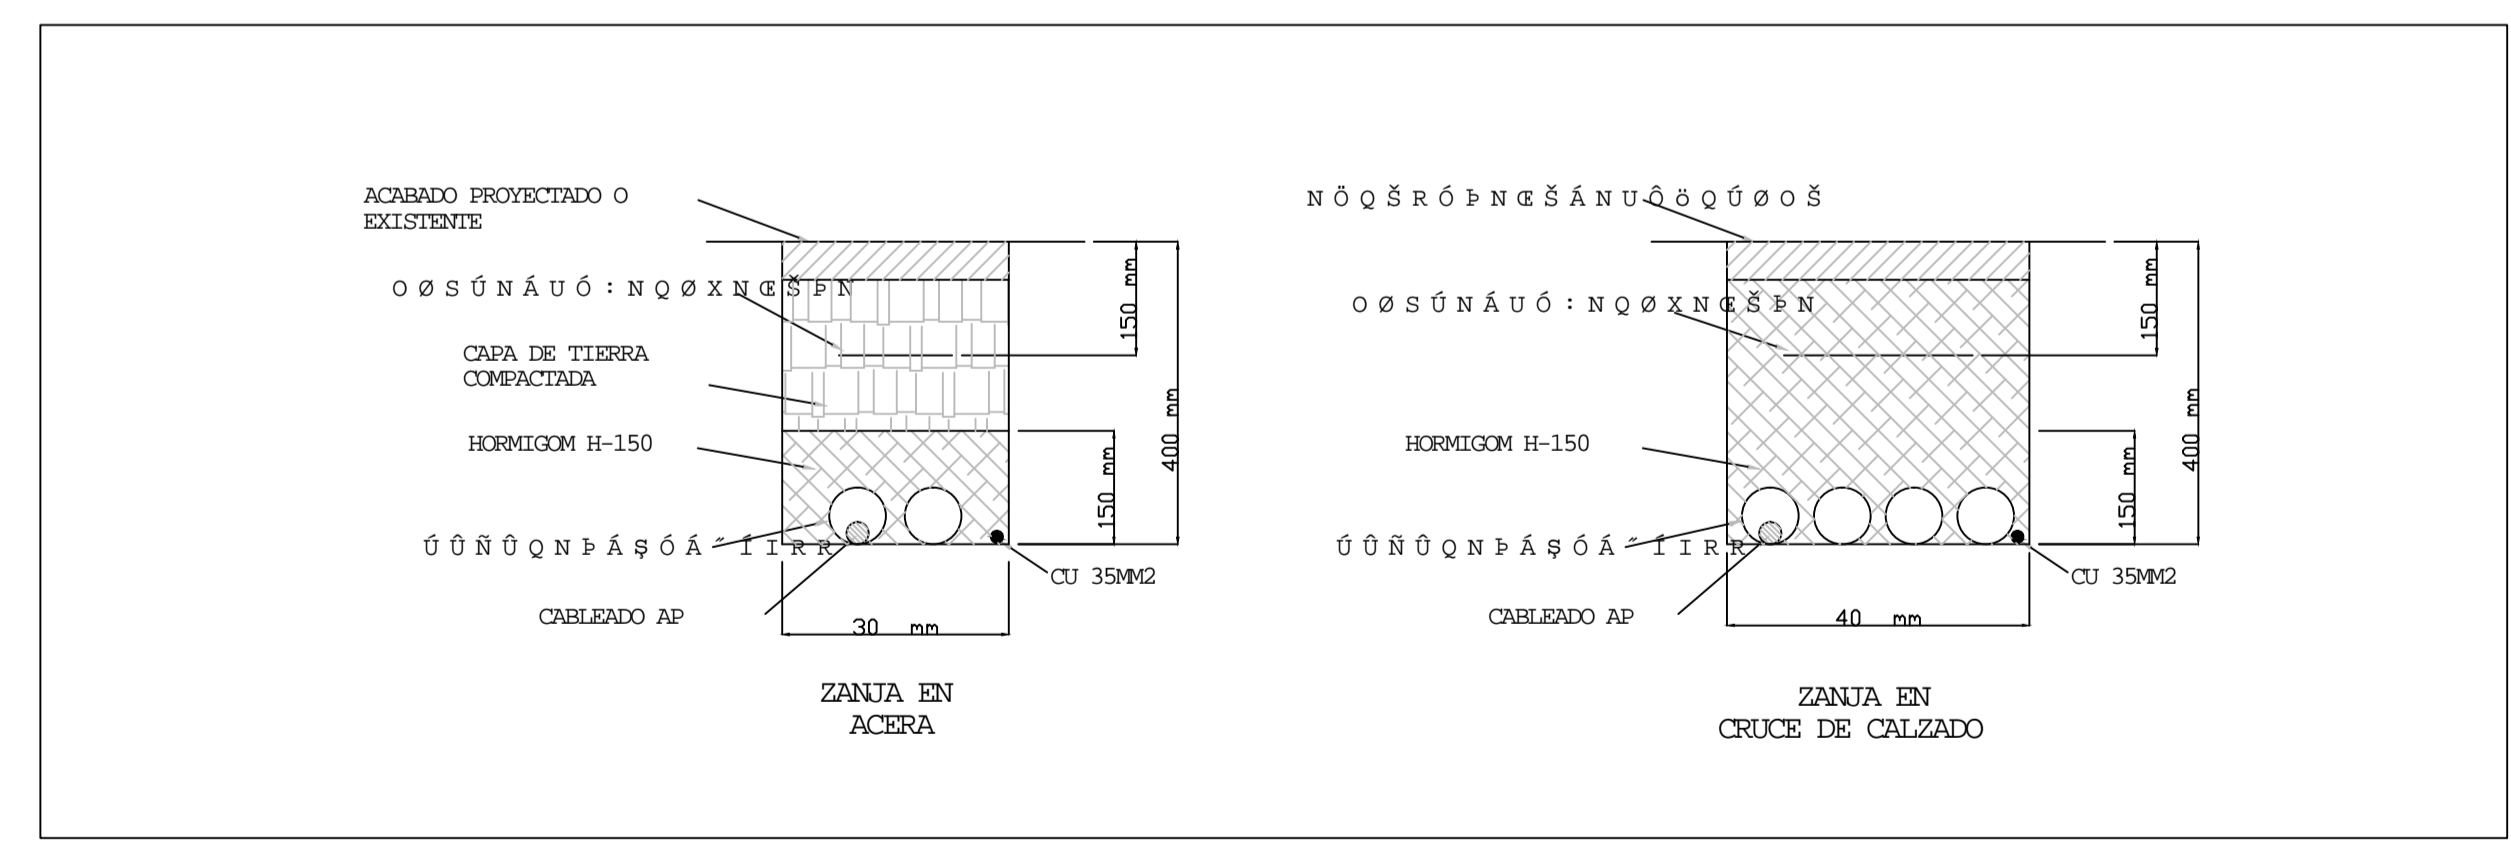 ACABADO PROYECTADO O
EXISTENTE
O Ø S Ú N Á U Ó : N Q Ø X N Œ Š Þ N
CAPA DE TIERRA
COMPACTADA
HORMIGOM H-150
Ú Û Ñ Û Q N Þ Á Ş Ó Á ˝ Í I R R
CABLEADO AP
CU 35MM2
150 mm
400 mm
150 mm
30 mm
ZANJA EN
ACERA
N Ö Q Š R Ó Þ N Œ Š Á N U Ô ö Q Ú Ø O Š
O Ø S Ú N Á U Ó : N Q Ø X N Œ Š Þ N
HORMIGOM H-150
Ú Û Ñ Û Q N Þ Á Ş Ó Á ˝ Í I R R
CABLEADO AP
CU 35MM2
150 mm
400 mm
150 mm
40 mm
ZANJA EN
CRUCE DE CALZADO